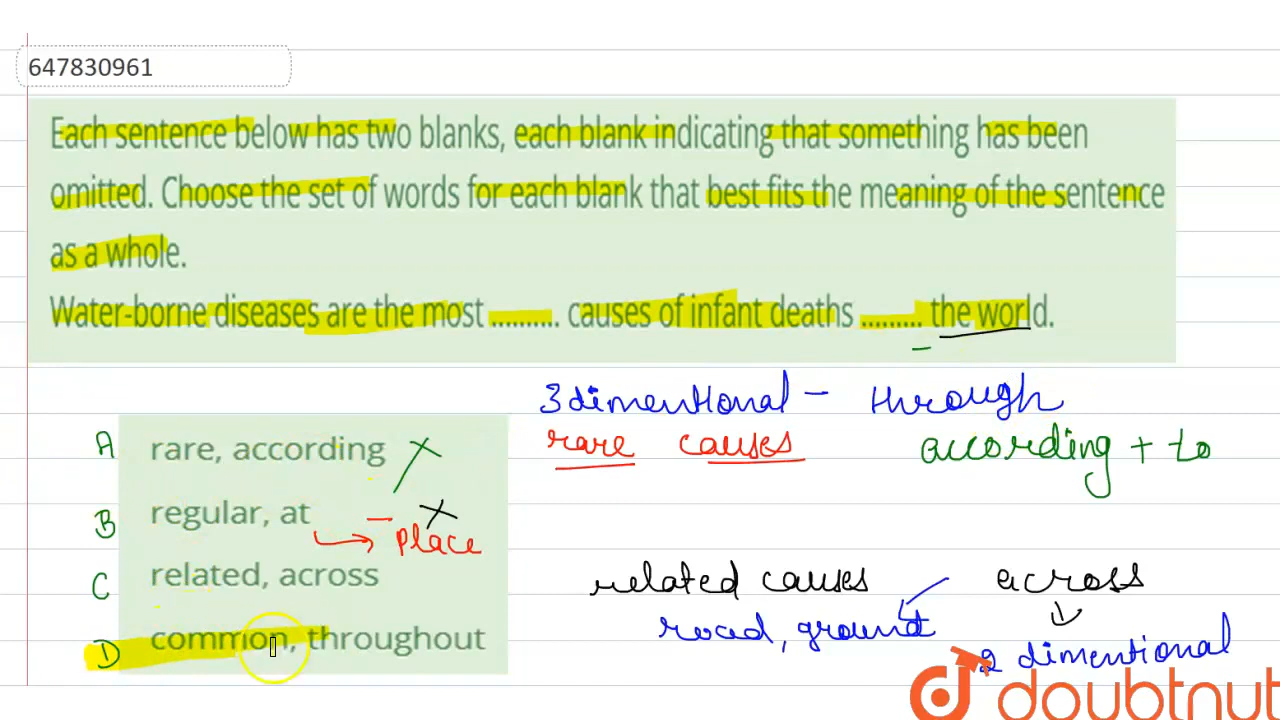 647830961
Each sentence below has two blanks, each blank indicating that something has been
omitted. Choose the set of words for each blank that best fits the meaning of the sentence
as a whole.
Water-borne diseases are the most .......... causes of infant deaths ......... the world.
3dimentional - through
A rare, according
rare causes according + to
B regular, at
Place
C related, across
related causes across
road, ground
2 dimentional
D common, throughout
doubtnut